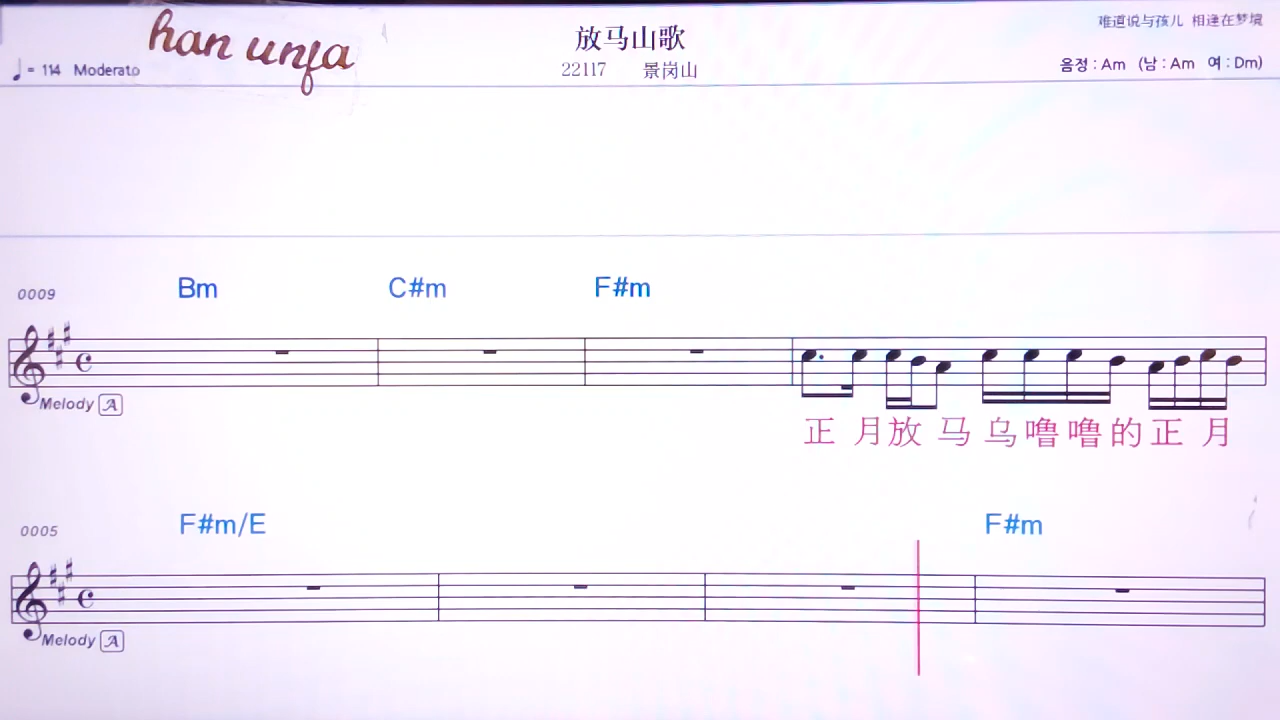 han unfa
放马山歌
难道说与孩儿 相逢在梦境
♩= 114 Moderato
22117 景岗山
음정 : Am (남 : Am 여 : Dm)
0009 Bm C#m F#m
Melody A
正 月放 马 乌噜噜的正 月
0005 F#m/E F#m
Melody A